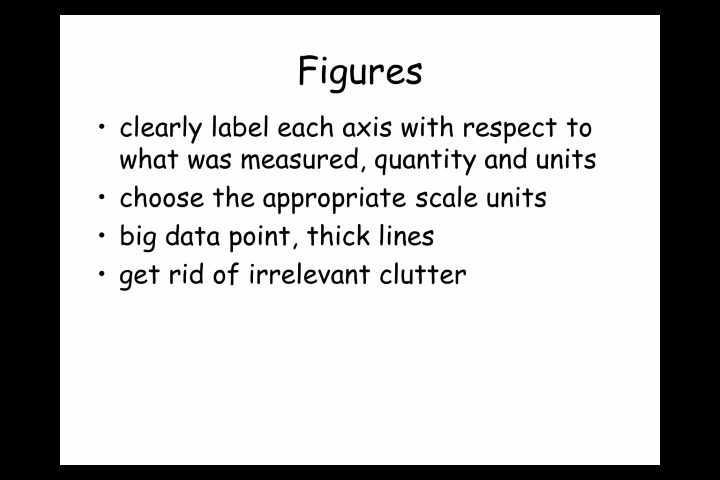 Figures
• clearly label each axis with respect to
what was measured, quantity and units
• choose the appropriate scale units
• big data point, thick lines
• get rid of irrelevant clutter